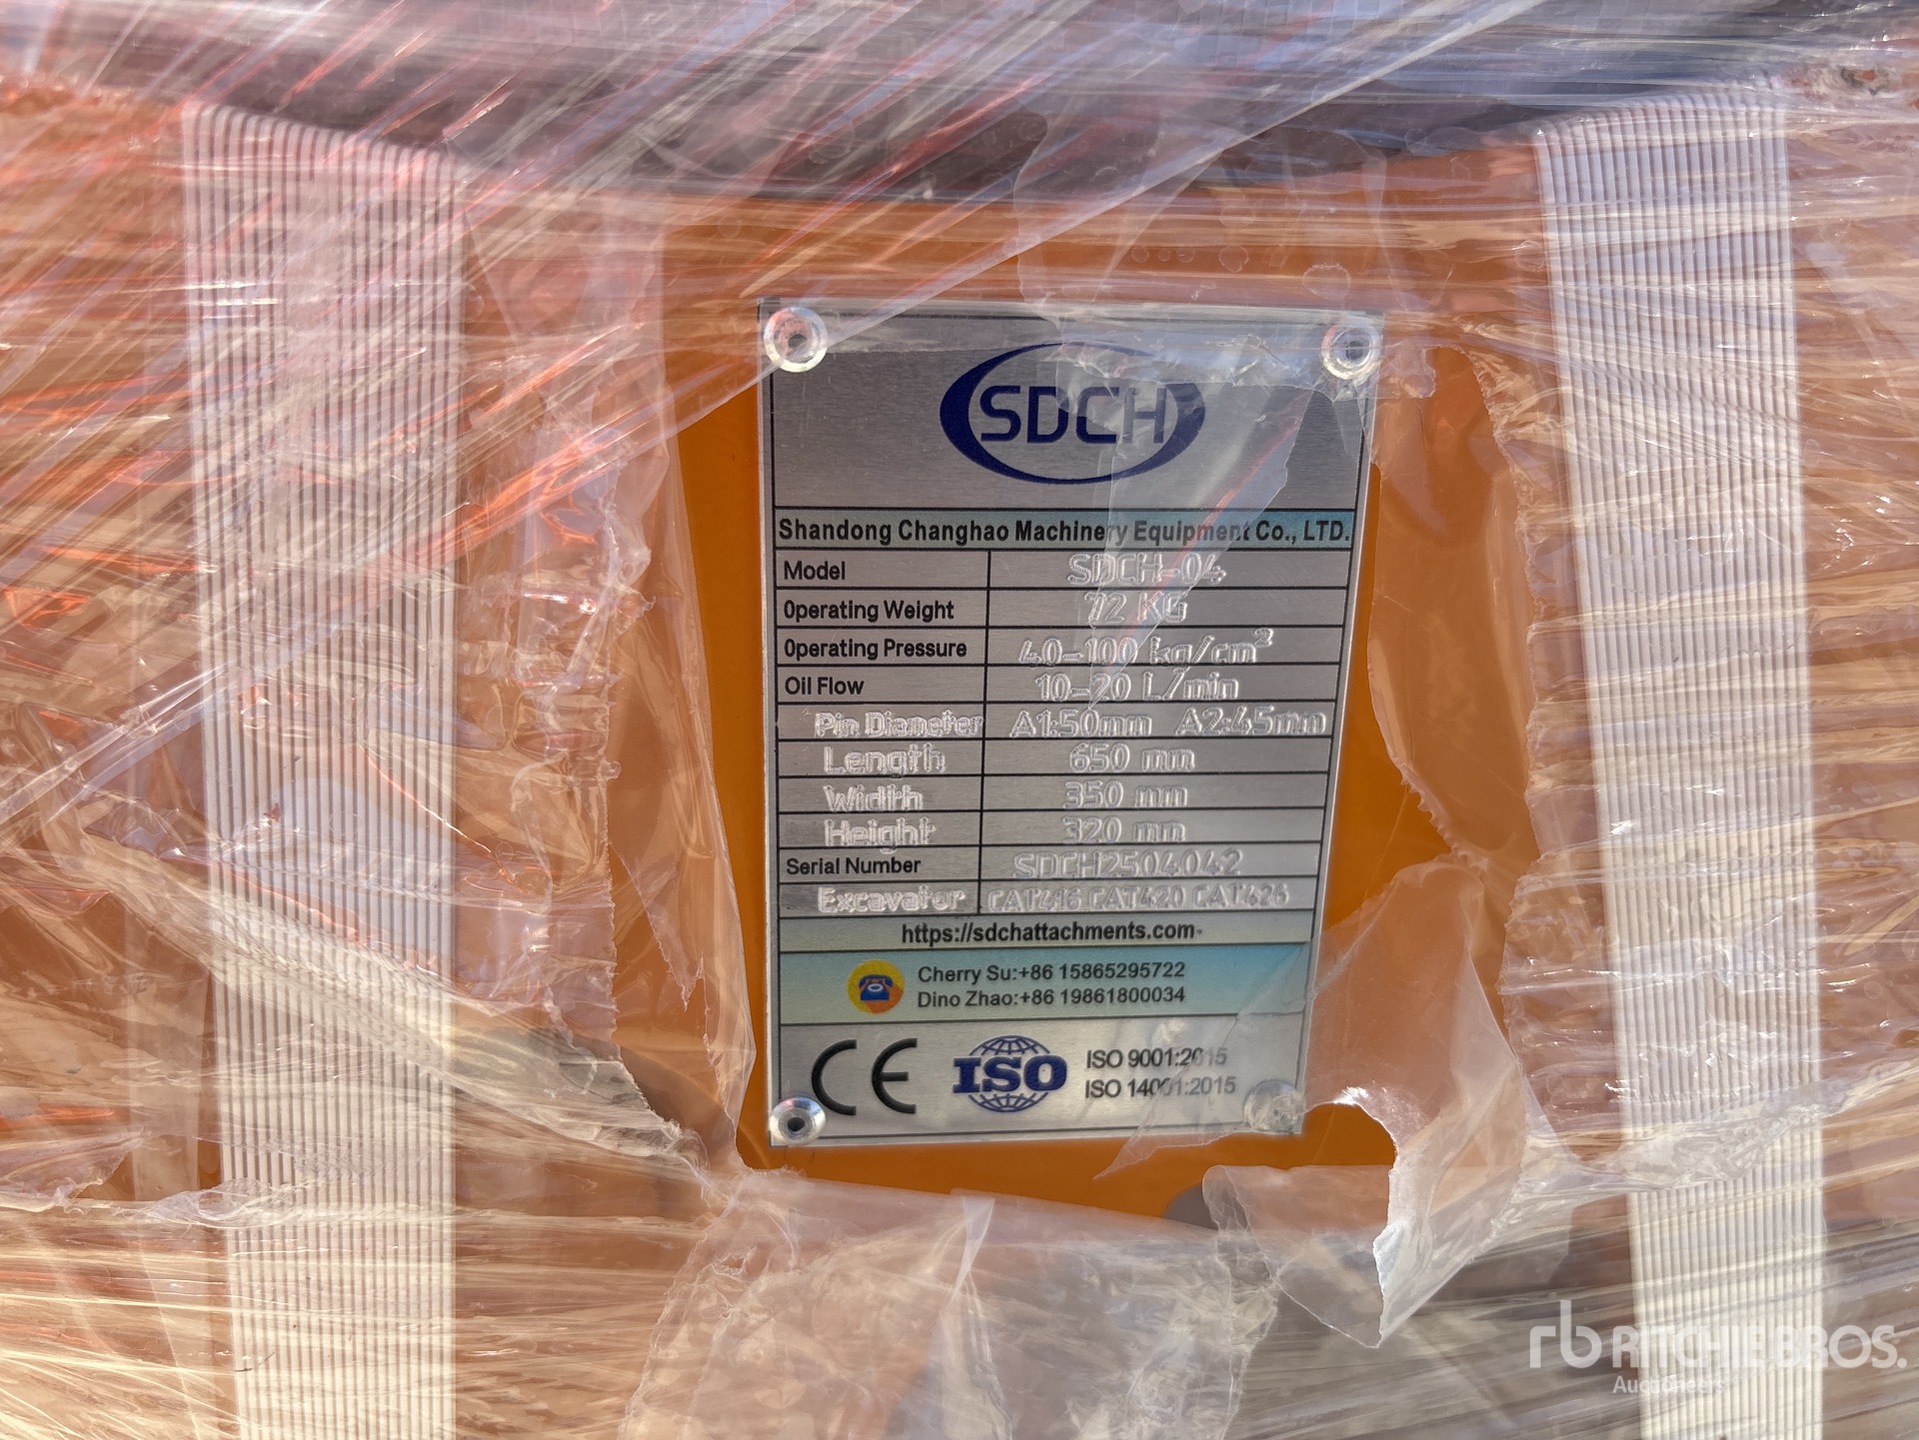 SDCH
Shandong Changhao Machinery Equipment Co., LTD.
Model SDCH-04
Operating Weight 72 KG
Operating Pressure 40-100 kg/cm²
Oil Flow 10-20 L/min
Pin Diameter A1:50mm A2:45mm
Length 650 mm
Width 350 mm
Height 320 mm
Serial Number SDCH2504042
Excavator CAT416 CAT420 CAT426
https://sdchattachments.com
Cherry Su:+86 15865295722
Dino Zhao:+86 19861800034
CE ISO ISO 9001:2015
ISO 14001:2015
rb RITCHIE BROS.
Auctioneers